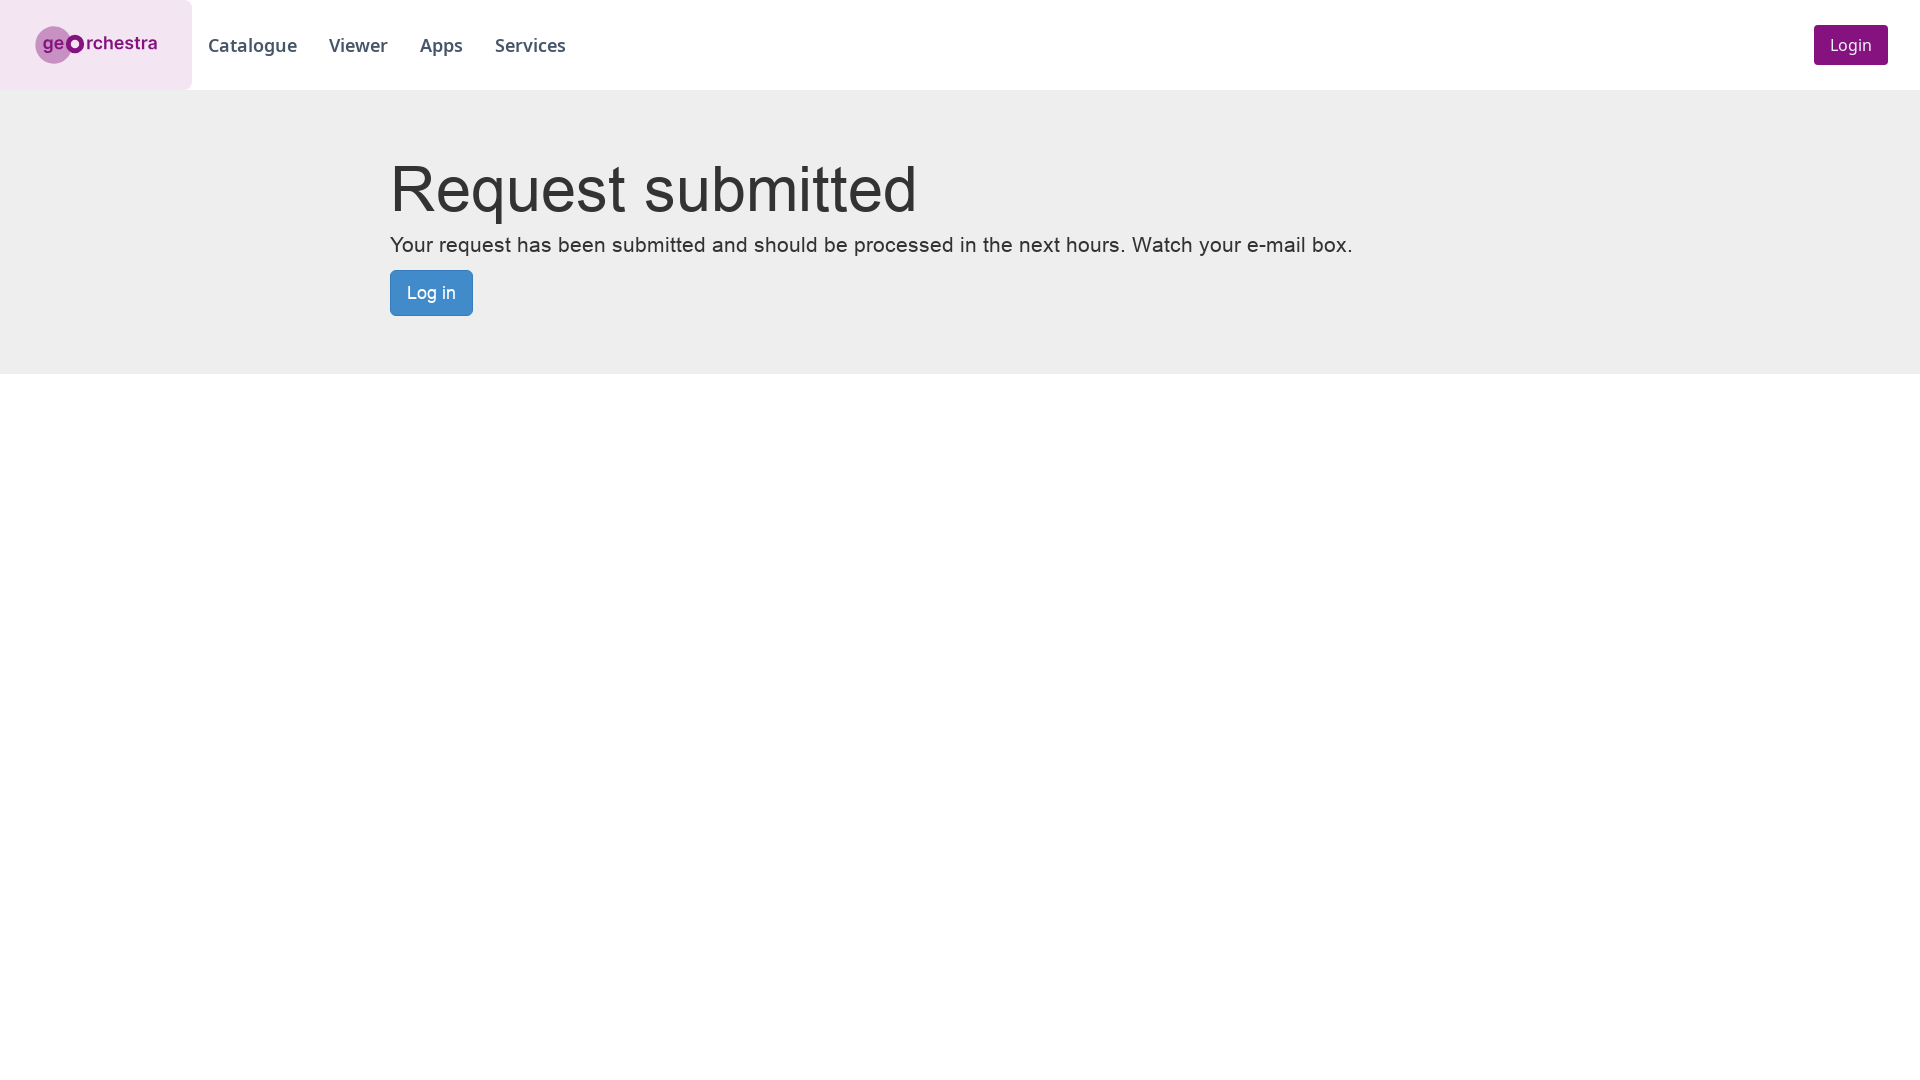 georchestra
Catalogue
Viewer
Apps
Services
Login
Request submitted
Your request has been submitted and should be processed in the next hours. Watch your e-mail box.
Log in